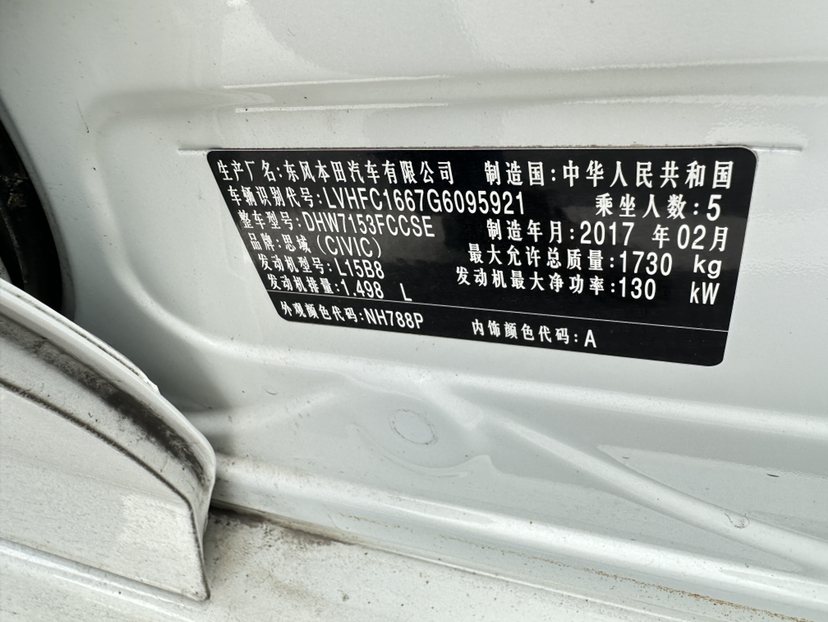 生产厂名:东风本田汽车有限公司 制造国:中华人民共和国
车辆识别代号:LVHFC1667G6095921 乘坐人数:5
整车型号:DHW7153FCCSE 制造年月:2017 年 02月
品牌:思域(CIVIC) 最大允许总质量:1730 kg
发动机型号:L15B8 发动机最大净功率:130 kW
发动机排量:1.498 L
外观颜色代码:NH788P 内饰颜色代码:A